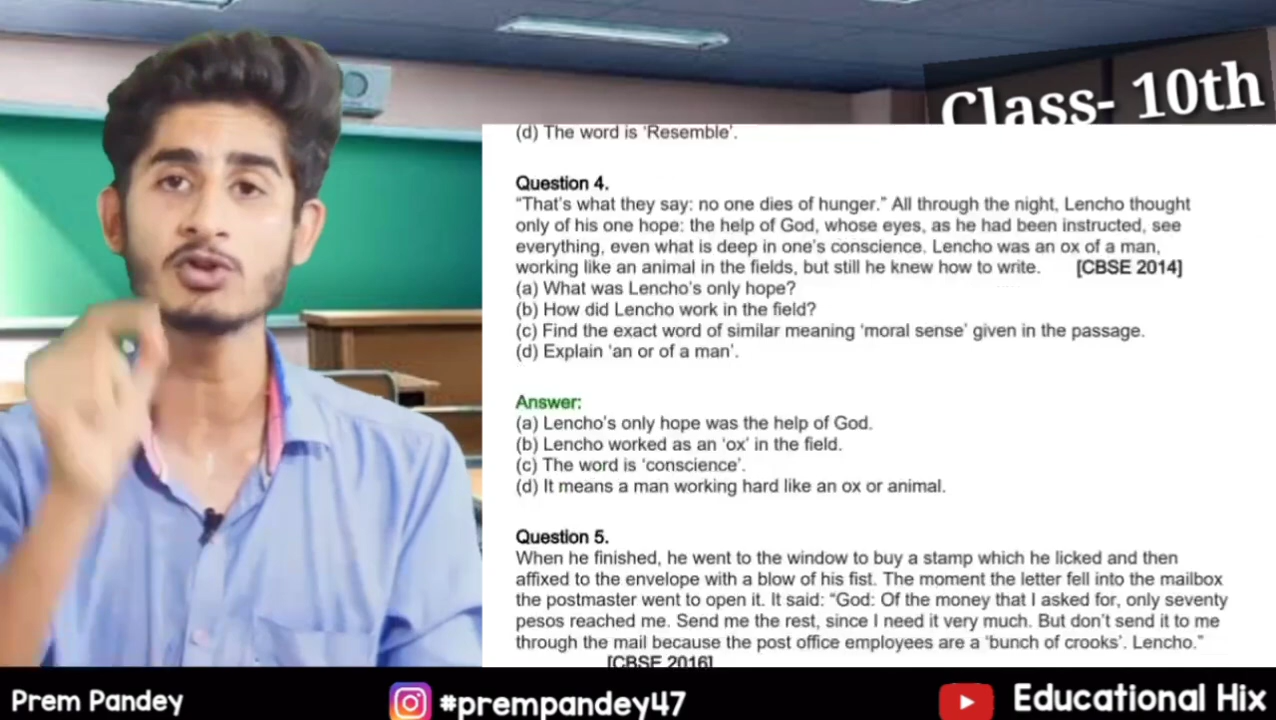 Class- 10th
(d) The word is 'Resemble'.
Question 4.
"That's what they say: no one dies of hunger." All through the night, Lencho thought
only of his one hope: the help of God, whose eyes, as he had been instructed, see
everything, even what is deep in one's conscience. Lencho was an ox of a man,
working like an animal in the fields, but still he knew how to write. [CBSE 2014]
(a) What was Lencho's only hope?
(b) How did Lencho work in the field?
(c) Find the exact word of similar meaning 'moral sense' given in the passage.
(d) Explain 'an or of a man'.
Answer:
(a) Lencho's only hope was the help of God.
(b) Lencho worked as an 'ox' in the field.
(c) The word is 'conscience'.
(d) It means a man working hard like an ox or animal.
Question 5.
When he finished, he went to the window to buy a stamp which he licked and then
affixed to the envelope with a blow of his fist. The moment the letter fell into the mailbox
the postmaster went to open it. It said: "God: Of the money that I asked for, only seventy
pesos reached me. Send me the rest, since I need it very much. But don't send it to me
through the mail because the post office employees are a 'bunch of crooks'. Lencho."
[CBSE 2016]
Prem Pandey
#prempandey47
Educational Hix